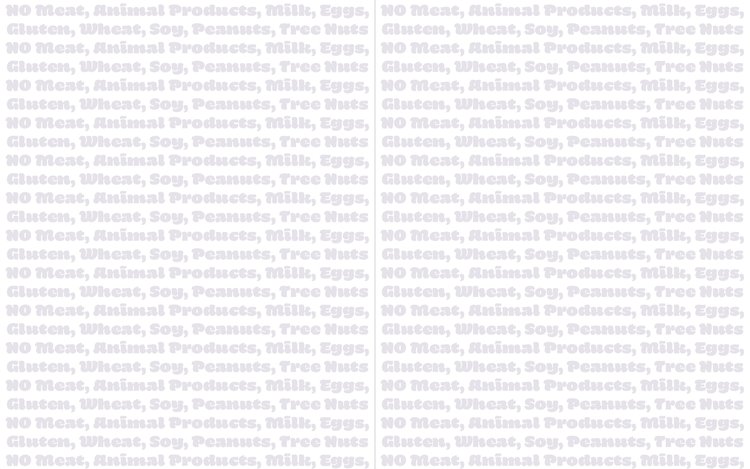 NO Meat, Animal Products, Milk, Eggs,
Gluten, Wheat, Soy, Peanuts, Tree Nuts
NO Meat, Animal Products, Milk, Eggs,
Gluten, Wheat, Soy, Peanuts, Tree Nuts
NO Meat, Animal Products, Milk, Eggs,
Gluten, Wheat, Soy, Peanuts, Tree Nuts
NO Meat, Animal Products, Milk, Eggs,
Gluten, Wheat, Soy, Peanuts, Tree Nuts
NO Meat, Animal Products, Milk, Eggs,
Gluten, Wheat, Soy, Peanuts, Tree Nuts
NO Meat, Animal Products, Milk, Eggs,
Gluten, Wheat, Soy, Peanuts, Tree Nuts
NO Meat, Animal Products, Milk, Eggs,
Gluten, Wheat, Soy, Peanuts, Tree Nuts
NO Meat, Animal Products, Milk, Eggs,
Gluten, Wheat, Soy, Peanuts, Tree Nuts
NO Meat, Animal Products, Milk, Eggs,
Gluten, Wheat, Soy, Peanuts, Tree Nuts
NO Meat, Animal Products, Milk, Eggs,
Gluten, Wheat, Soy, Peanuts, Tree Nuts
NO Meat, Animal Products, Milk, Eggs,
Gluten, Wheat, Soy, Peanuts, Tree Nuts
NO Meat, Animal Products, Milk, Eggs,
Gluten, Wheat, Soy, Peanuts, Tree Nuts
NO Meat, Animal Products, Milk, Eggs,
NO Meat, Animal Products, Milk, Eggs,
Gluten, Wheat, Soy, Peanuts, Tree Nuts
NO Meat, Animal Products, Milk, Eggs,
Gluten, Wheat, Soy, Peanuts, Tree Nuts
NO Meat, Animal Products, Milk, Eggs,
Gluten, Wheat, Soy, Peanuts, Tree Nuts
NO Meat, Animal Products, Milk, Eggs,
Gluten, Wheat, Soy, Peanuts, Tree Nuts
NO Meat, Animal Products, Milk, Eggs,
Gluten, Wheat, Soy, Peanuts, Tree Nuts
NO Meat, Animal Products, Milk, Eggs,
Gluten, Wheat, Soy, Peanuts, Tree Nuts
NO Meat, Animal Products, Milk, Eggs,
Gluten, Wheat, Soy, Peanuts, Tree Nuts
NO Meat, Animal Products, Milk, Eggs,
Gluten, Wheat, Soy, Peanuts, Tree Nuts
NO Meat, Animal Products, Milk, Eggs,
Gluten, Wheat, Soy, Peanuts, Tree Nuts
NO Meat, Animal Products, Milk, Eggs,
Gluten, Wheat, Soy, Peanuts, Tree Nuts
NO Meat, Animal Products, Milk, Eggs,
Gluten, Wheat, Soy, Peanuts, Tree Nuts
NO Meat, Animal Products, Milk, Eggs,
Gluten, Wheat, Soy, Peanuts, Tree Nuts
NO Meat, Animal Products, Milk, Eggs,